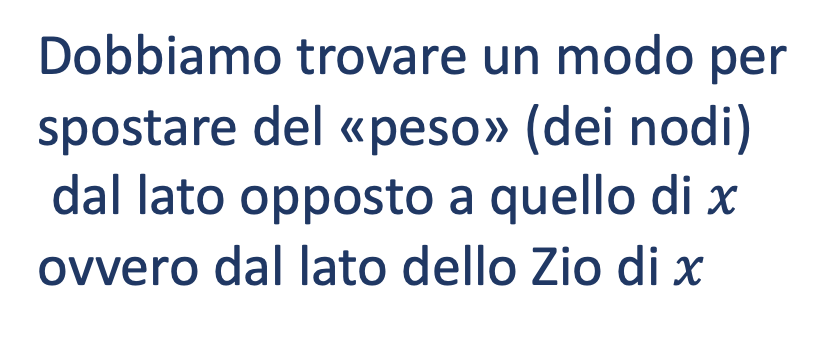 Dobbiamo trovare un modo per
spostare del «peso» (dei nodi)
dal lato opposto a quello di 𝑥
ovvero dal lato dello Zio di 𝑥